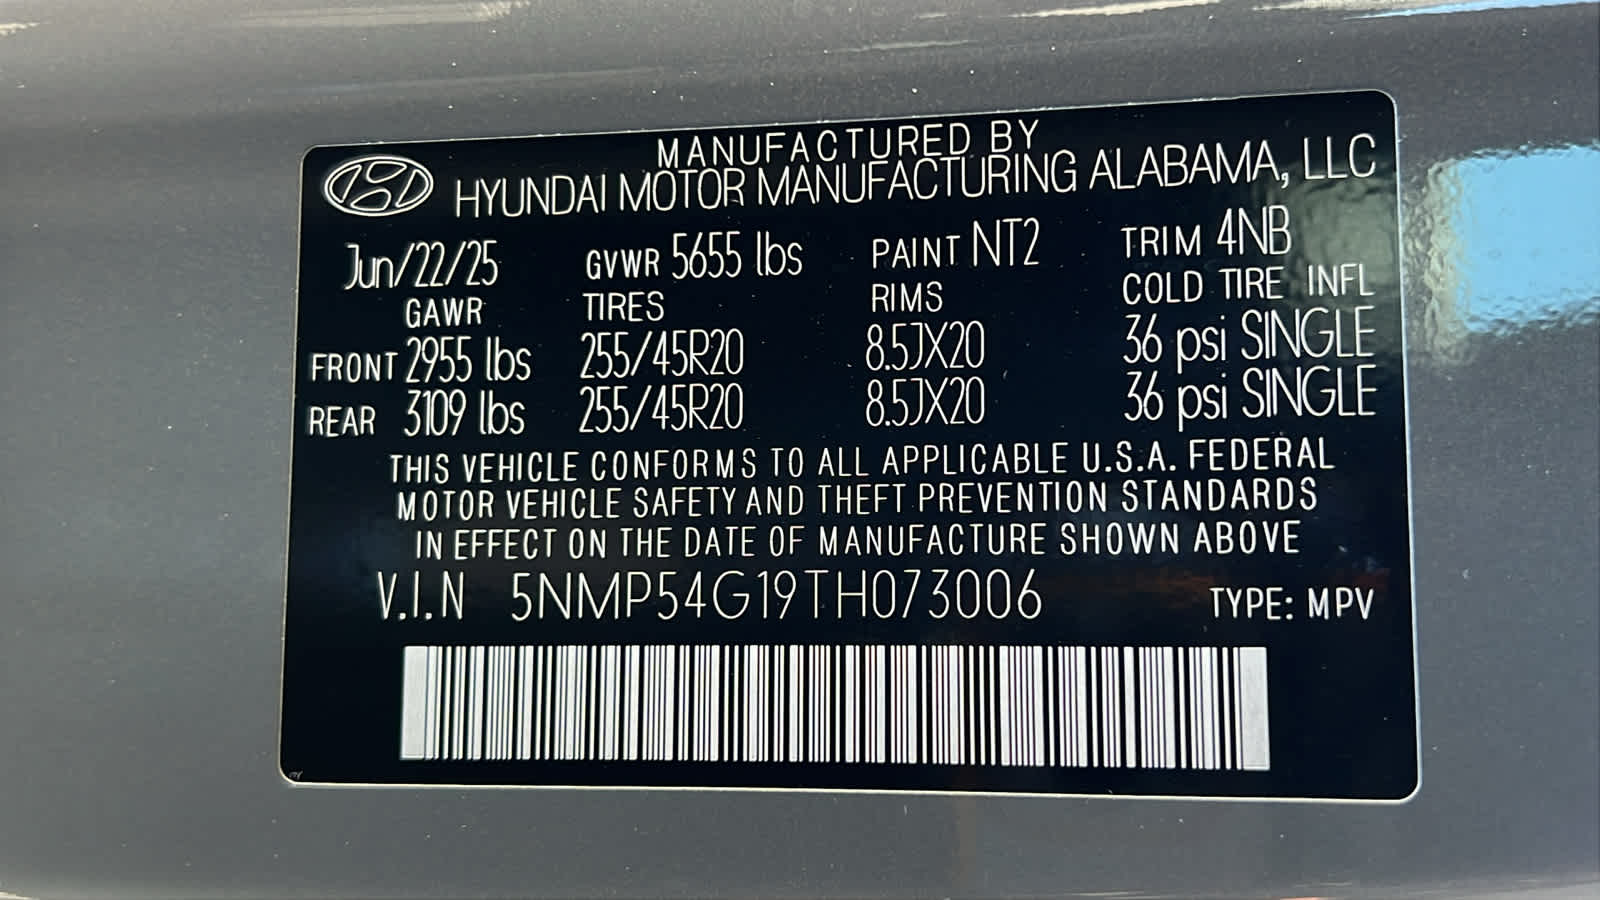 MANUFACTURED BY
HYUNDAI MOTOR MANUFACTURING ALABAMA, LLC
Jun/22/25 GVWR 5655 lbs PAINT NT2 TRIM 4NB
GAWR TIRES RIMS COLD TIRE INFL
FRONT 2955 lbs 255/45R20 8.5JX20 36 psi SINGLE
REAR 3109 lbs 255/45R20 8.5JX20 36 psi SINGLE
THIS VEHICLE CONFORMS TO ALL APPLICABLE U.S.A. FEDERAL
MOTOR VEHICLE SAFETY AND THEFT PREVENTION STANDARDS
IN EFFECT ON THE DATE OF MANUFACTURE SHOWN ABOVE
V.I.N 5NMP54G19TH073006 TYPE: MPV